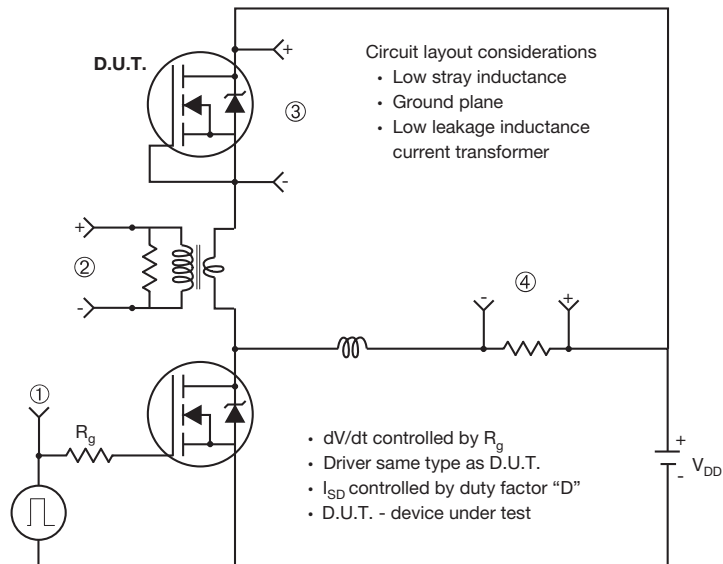 D.U.T.
+
Circuit layout considerations
• Low stray inductance
• Ground plane
• Low leakage inductance
current transformer
③
-
+
②
-
④
-
+
①
R_g
• dV/dt controlled by R_g
• Driver same type as D.U.T.
• I_SD controlled by duty factor “D”
• D.U.T. - device under test
+
V_DD
-